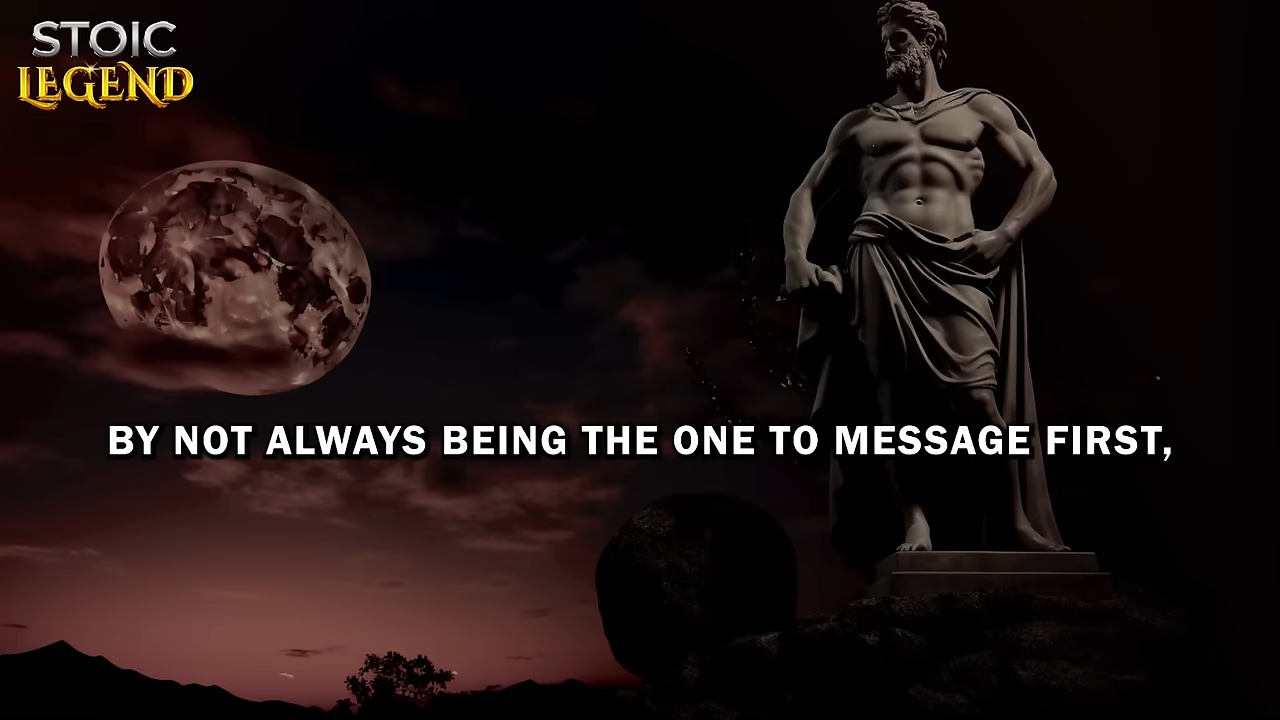 STOIC
LEGEND
BY NOT ALWAYS BEING THE ONE TO MESSAGE FIRST,